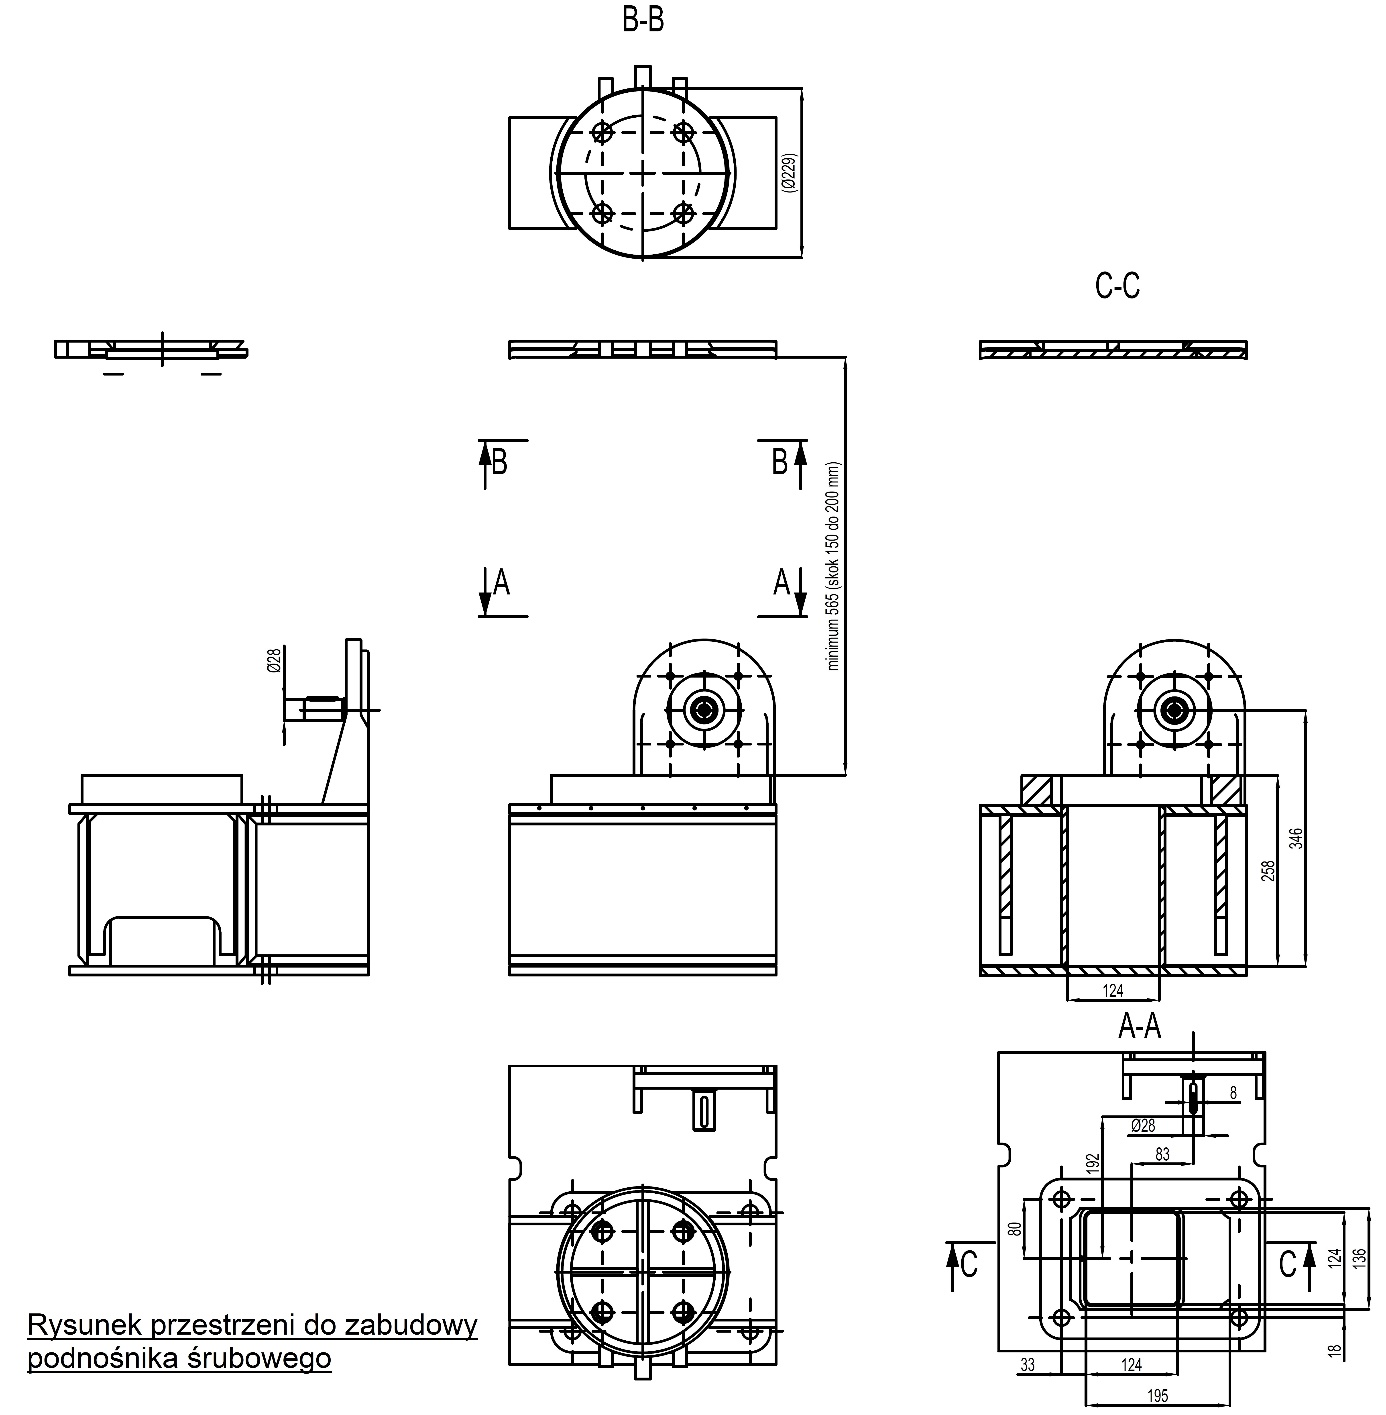 B-B
(Ø229)
C-C
B
B
minimum 565 (skok 150 do 200 mm)
A
A
Ø28
346
258
124
A-A
8
Ø28
192
83
80
C
C
124
136
18
33
124
195
Rysunek przestrzeni do zabudowy
podnośnika śrubowego